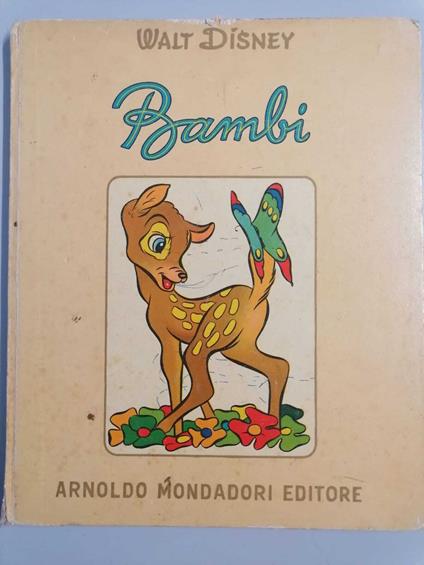 WALT DISNEY
Bambi
ARNOLDO MONDADORI EDITORE